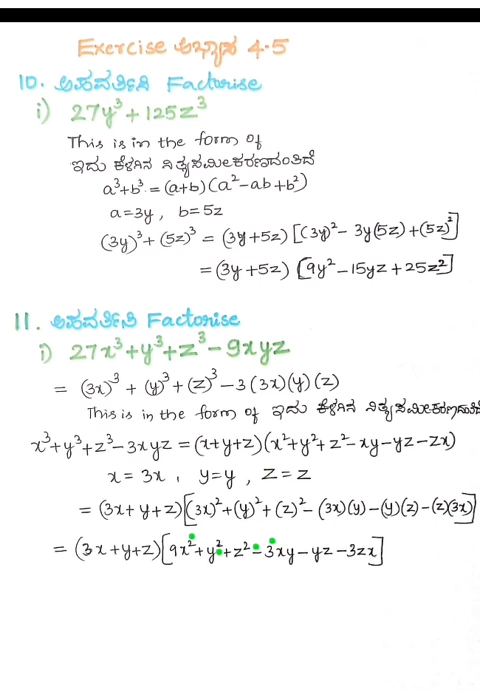 Exercise ಅಭ್ಯಾಸ 4.5
10. ಅಪವರ್ತಿಸಿ Factorise
i) 27y³ + 125z³
This is in the form of
ಇದು ಕೆಳಗಿನ ನಿತ್ಯಸಮೀಕರಣದಂತಿದೆ
a³+b³ = (a+b) (a² - ab + b²)
a = 3y, b = 5z
(3y)³ + (5z)³ = (3y + 5z) [(3y)² - 3y(5z) + (5z)²]
= (3y + 5z) [9y² - 15yz + 25z²]
11. ಅಪವರ್ತಿಸಿ Factorise
i) 27x³ + y³ + z³ - 9xyz
= (3x)³ + (y)³ + (z)³ - 3 (3x)(y)(z)
This is in the form of ಇದು ಕೆಳಗಿನ ನಿತ್ಯಸಮೀಕರಣದಂತಿದೆ
x³+y³+z³-3xyz = (x+y+z) (x²+y²+z²-xy-yz-zx)
x = 3x, y=y, z=z
= (3x + y + z) [(3x)² + (y)² + (z)² - (3x)(y) - (y)(z) - (z)(3x)]
= (3x+y+z) [9x² + y² + z² - 3xy - yz - 3zx]